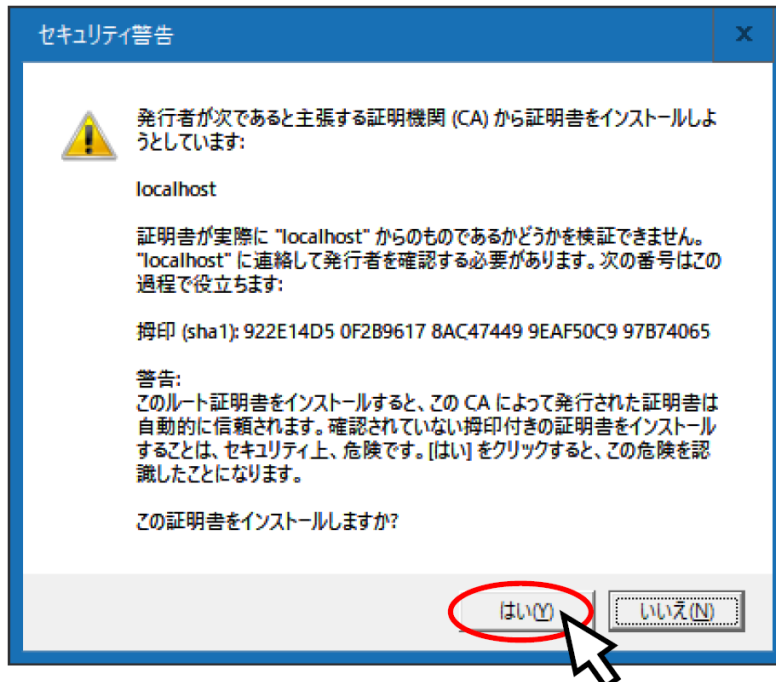 セキュリティ警告
x
発行者が次であると主張する証明機関 (CA) から証明書をインストールしよ
うとしています:
localhost
証明書が実際に "localhost" からのものであるかどうかを検証できません。
"localhost" に連絡して発行者を確認する必要があります。次の番号はこの
過程で役立ちます:
拇印 (sha1): 922E14D5 0F2B9617 8AC47449 9EAF50C9 97B74065
警告:
このルート証明書をインストールすると、この CA によって発行された証明書は
自動的に信頼されます。確認されていない拇印付きの証明書をインストール
することは、セキュリティ上、危険です。[はい] をクリックすると、この危険を認
識したことになります。
この証明書をインストールしますか?
はい(Y) いいえ(N)